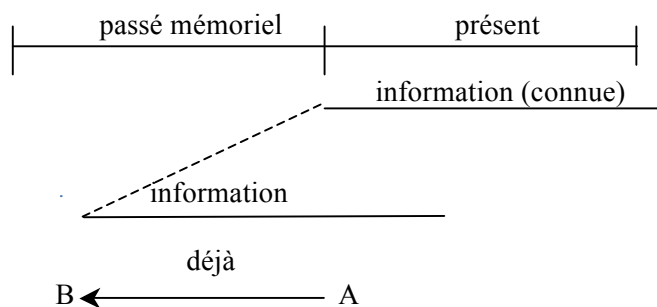 passé mémoriel présent
information (connue)
information
déjà
B A